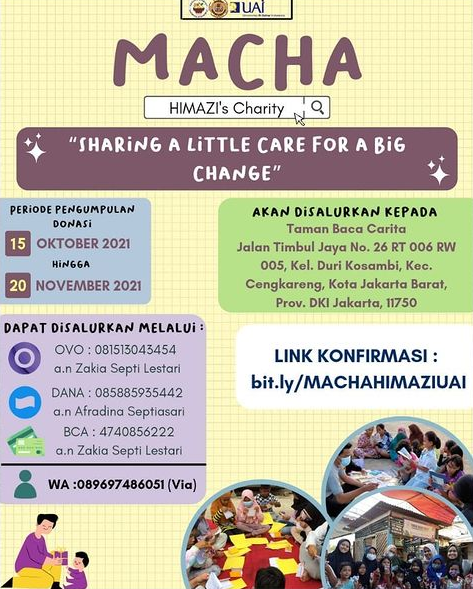 UAI
MACHA
HIMAZI's Charity
"SHARING A LITTLE CARE FOR A BIG
CHANGE"
PERIODE PENGUMPULAN
DONASI
15 OKTOBER 2021
HINGGA
20 NOVEMBER 2021
AKAN DISALURKAN KEPADA
Taman Baca Carita
Jalan Timbul Jaya No. 26 RT 006 RW
005, Kel. Duri Kosambi, Kec.
Cengkareng, Kota Jakarta Barat,
Prov. DKI Jakarta, 11750
DAPAT DISALURKAN MELALUI :
OVO : 081513043454
a.n Zakia Septi Lestari
DANA : 085885935442
a.n Afradina Septiasari
BCA : 4740856222
a.n Zakia Septi Lestari
WA :089697486051 (Via)
LINK KONFIRMASI :
bit.ly/MACHAHIMAZIUAI